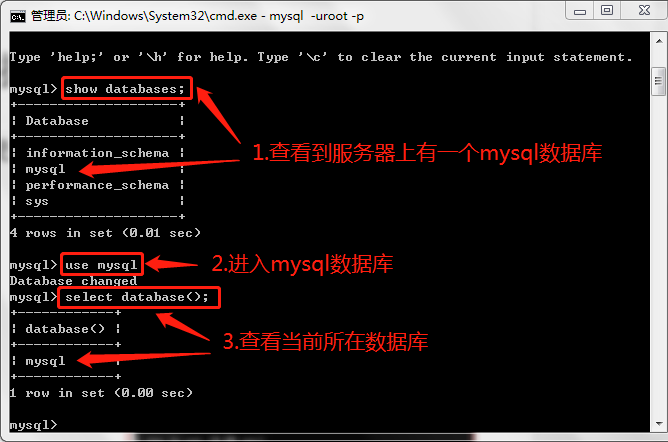 管理员: C:\Windows\System32\cmd.exe - mysql  -uroot -p
Type 'help;' or '\h' for help. Type '\c' to clear the current input statement.
mysql> show databases;
+--------------------+
| Database           |
+--------------------+
| information_schema |
| mysql              |
| performance_schema |
| sys                |
+--------------------+
4 rows in set (0.01 sec)
1.查看到服务器上有一个mysql数据库
mysql> use mysql
Database changed
2.进入mysql数据库
mysql> select database();
+------------+
| database() |
+------------+
| mysql      |
+------------+
1 row in set (0.00 sec)
3.查看当前所在数据库
mysql>